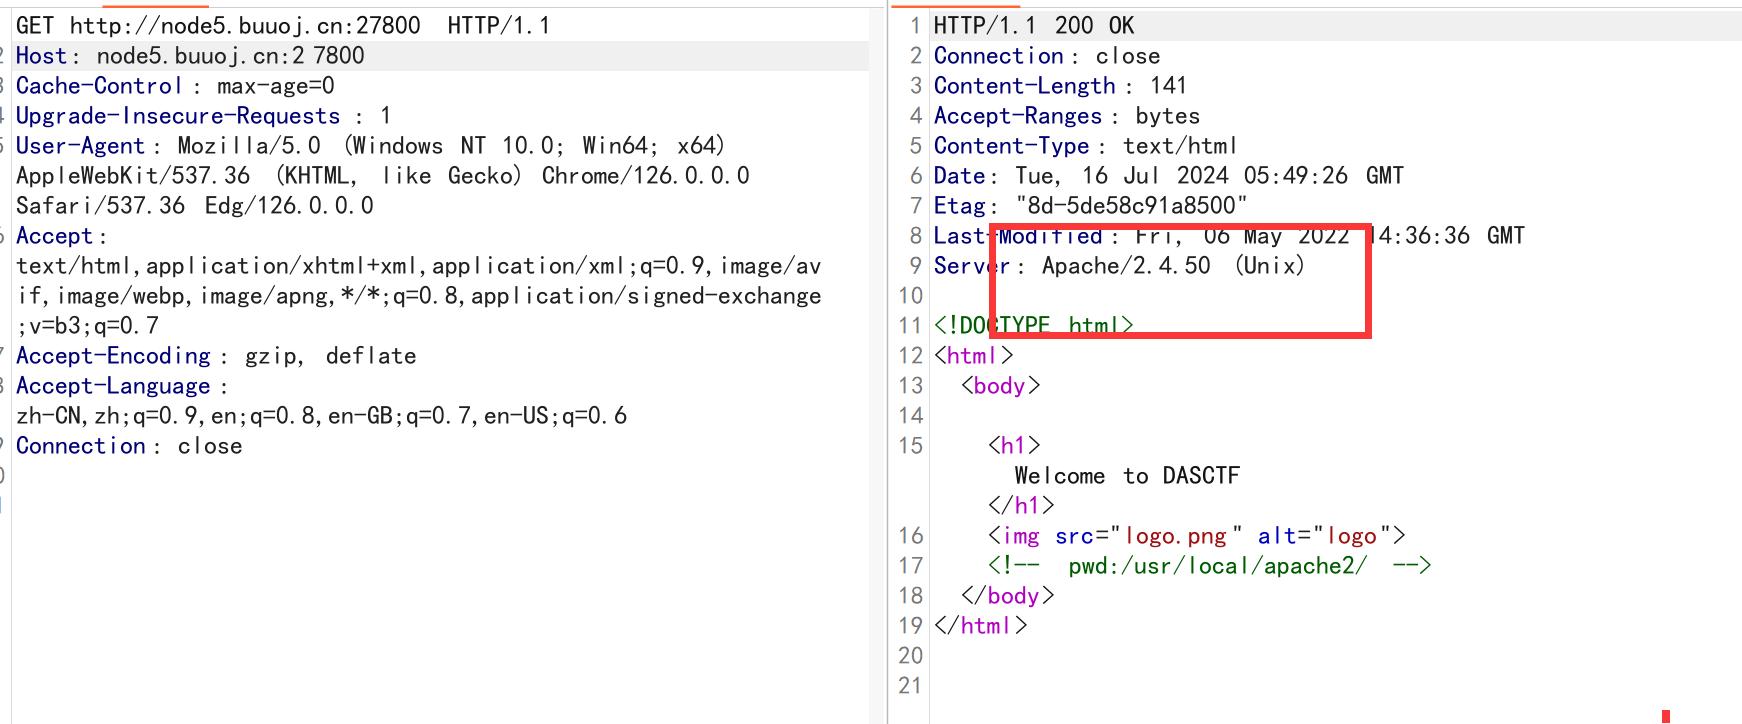 GET http://node5.buuoj.cn:27800 HTTP/1.1
Host: node5.buuoj.cn:2 7800
Cache-Control: max-age=0
Upgrade-Insecure-Requests : 1
User-Agent: Mozilla/5.0 (Windows NT 10.0; Win64; x64)
AppleWebKit/537.36 (KHTML, like Gecko) Chrome/126.0.0.0
Safari/537.36 Edg/126.0.0.0
Accept:
text/html,application/xhtml+xml,application/xml;q=0.9,image/av
if,image/webp,image/apng,*/*;q=0.8,application/signed-exchange
;v=b3;q=0.7
Accept-Encoding: gzip, deflate
Accept-Language:
zh-CN,zh;q=0.9,en;q=0.8,en-GB;q=0.7,en-US;q=0.6
Connection: close
1 HTTP/1.1 200 OK
2 Connection: close
3 Content-Length: 141
4 Accept-Ranges: bytes
5 Content-Type: text/html
6 Date: Tue, 16 Jul 2024 05:49:26 GMT
7 Etag: "8d-5de58c91a8500"
8 Last-Modified: Fri, 06 May 2022 14:36:36 GMT
9 Server: Apache/2.4.50 (Unix)
10
11 <!DOCTYPE html>
12 <html>
13 <body>
14
15 <h1>
Welcome to DASCTF
</h1>
16 <img src="logo.png" alt="logo">
17 <!-- pwd:/usr/local/apache2/ -->
18 </body>
19 </html>
20
21